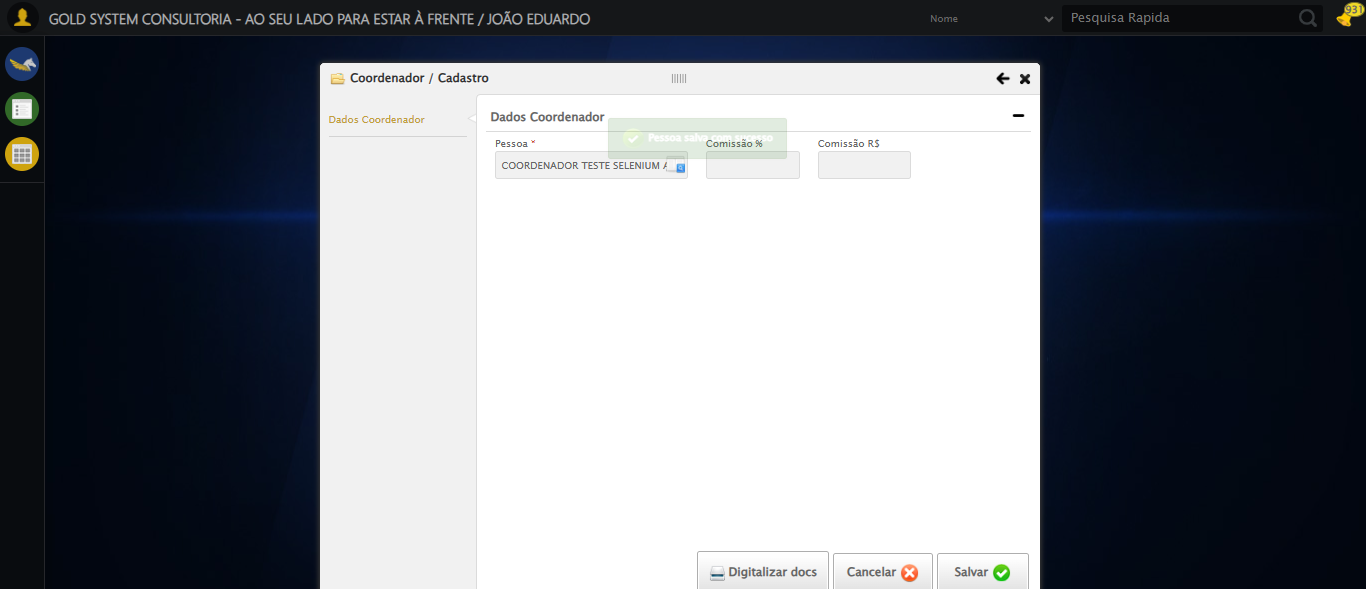 GOLD SYSTEM CONSULTORIA - AO SEU LADO PARA ESTAR À FRENTE / JOÃO EDUARDO
Nome
Pesquisa Rapida
931
Coordenador / Cadastro
Dados Coordenador
Dados Coordenador
Pessoa salvo com sucesso
Pessoa *
Comissão %
Comissão R$
COORDENADOR TESTE SELENIUM A
Digitalizar docs
Cancelar
Salvar